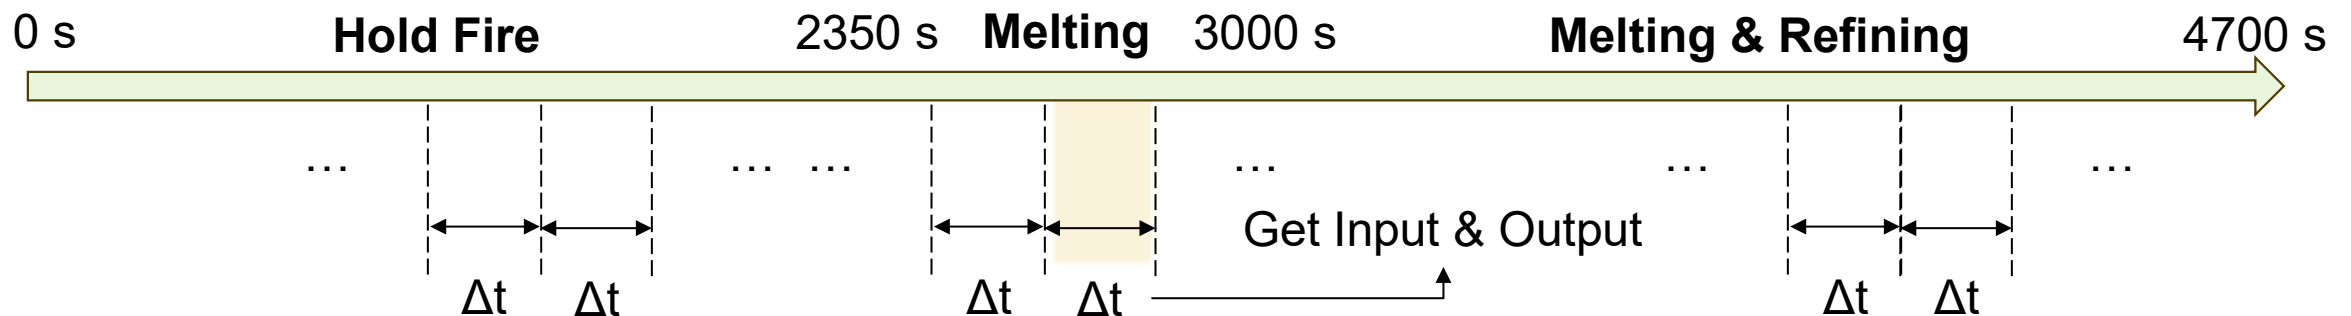 0 s Hold Fire 2350 s Melting 3000 s Melting & Refining 4700 s
... ... ... ... ... ...
Get Input & Output
Δt Δt Δt Δt Δt Δt